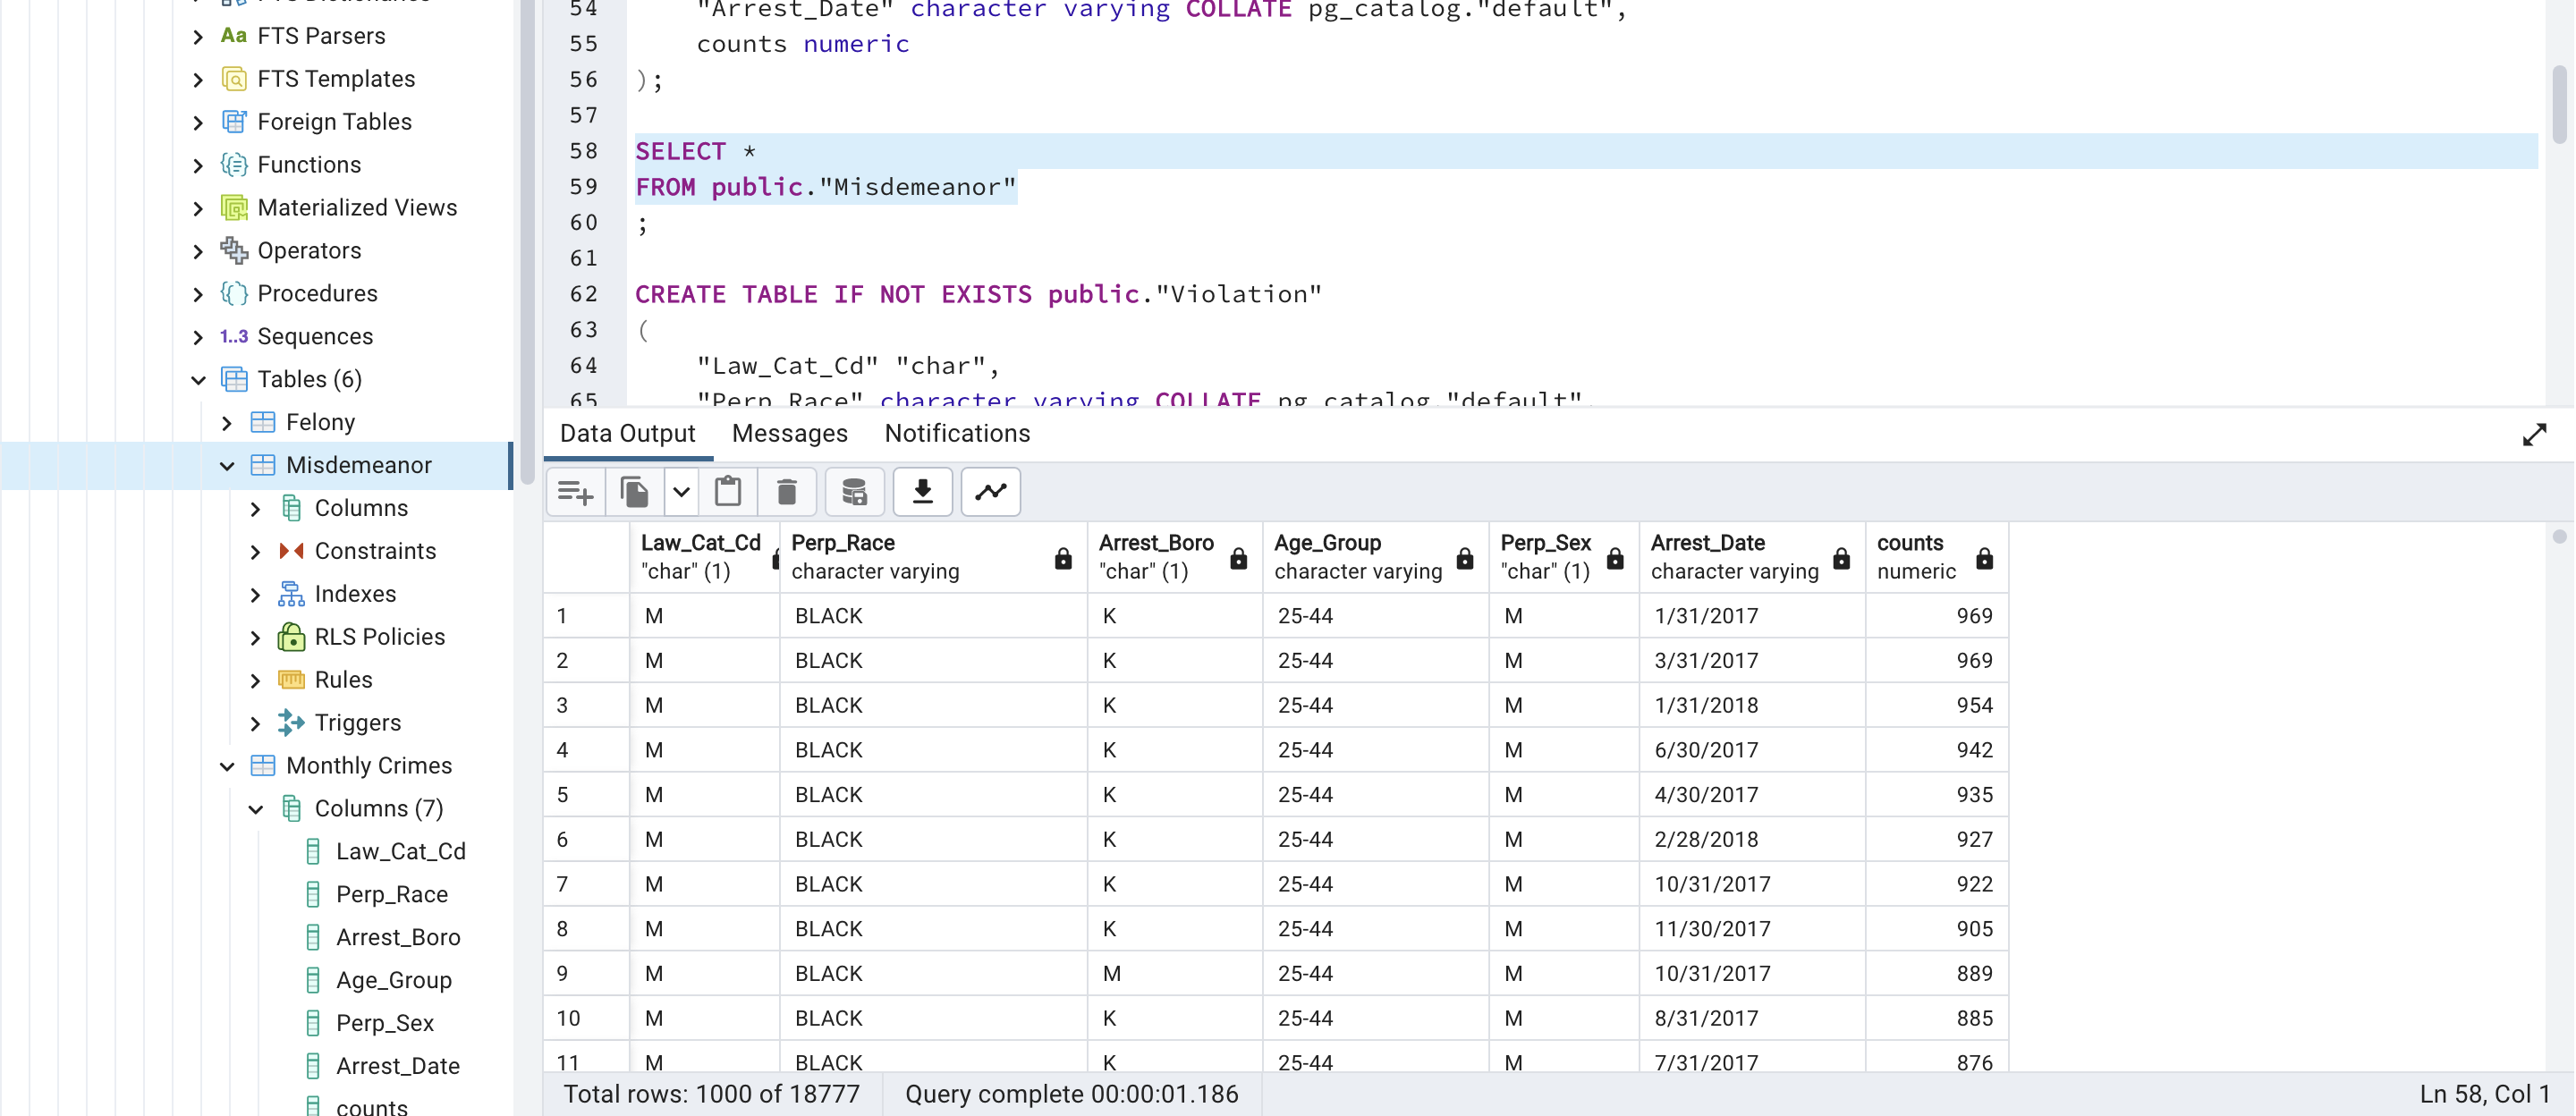 FTS Parsers
FTS Templates
Foreign Tables
Functions
Materialized Views
Operators
Procedures
1..3 Sequences
Tables (6)
Felony
Misdemeanor
Columns
Constraints
Indexes
RLS Policies
Rules
Triggers
Monthly Crimes
Columns (7)
Law_Cat_Cd
Perp_Race
Arrest_Boro
Age_Group
Perp_Sex
Arrest_Date
counts
54 "Arrest_Date" character varying COLLATE pg_catalog."default",
55 counts numeric
56 );
57
58 SELECT *
59 FROM public."Misdemeanor"
60 ;
61
62 CREATE TABLE IF NOT EXISTS public."Violation"
63 (
64 "Law_Cat_Cd" "char",
65 "Perp_Race" character varying COLLATE pg_catalog."default",
Data Output Messages Notifications
Law_Cat_Cd Perp_Race Arrest_Boro Age_Group Perp_Sex Arrest_Date counts
"char" (1) character varying "char" (1) character varying "char" (1) character varying numeric
1 M BLACK K 25-44 M 1/31/2017 969
2 M BLACK K 25-44 M 3/31/2017 969
3 M BLACK K 25-44 M 1/31/2018 954
4 M BLACK K 25-44 M 6/30/2017 942
5 M BLACK K 25-44 M 4/30/2017 935
6 M BLACK K 25-44 M 2/28/2018 927
7 M BLACK K 25-44 M 10/31/2017 922
8 M BLACK K 25-44 M 11/30/2017 905
9 M BLACK M 25-44 M 10/31/2017 889
10 M BLACK K 25-44 M 8/31/2017 885
11 M BLACK K 25-44 M 7/31/2017 876
Total rows: 1000 of 18777 Query complete 00:00:01.186 Ln 58, Col 1